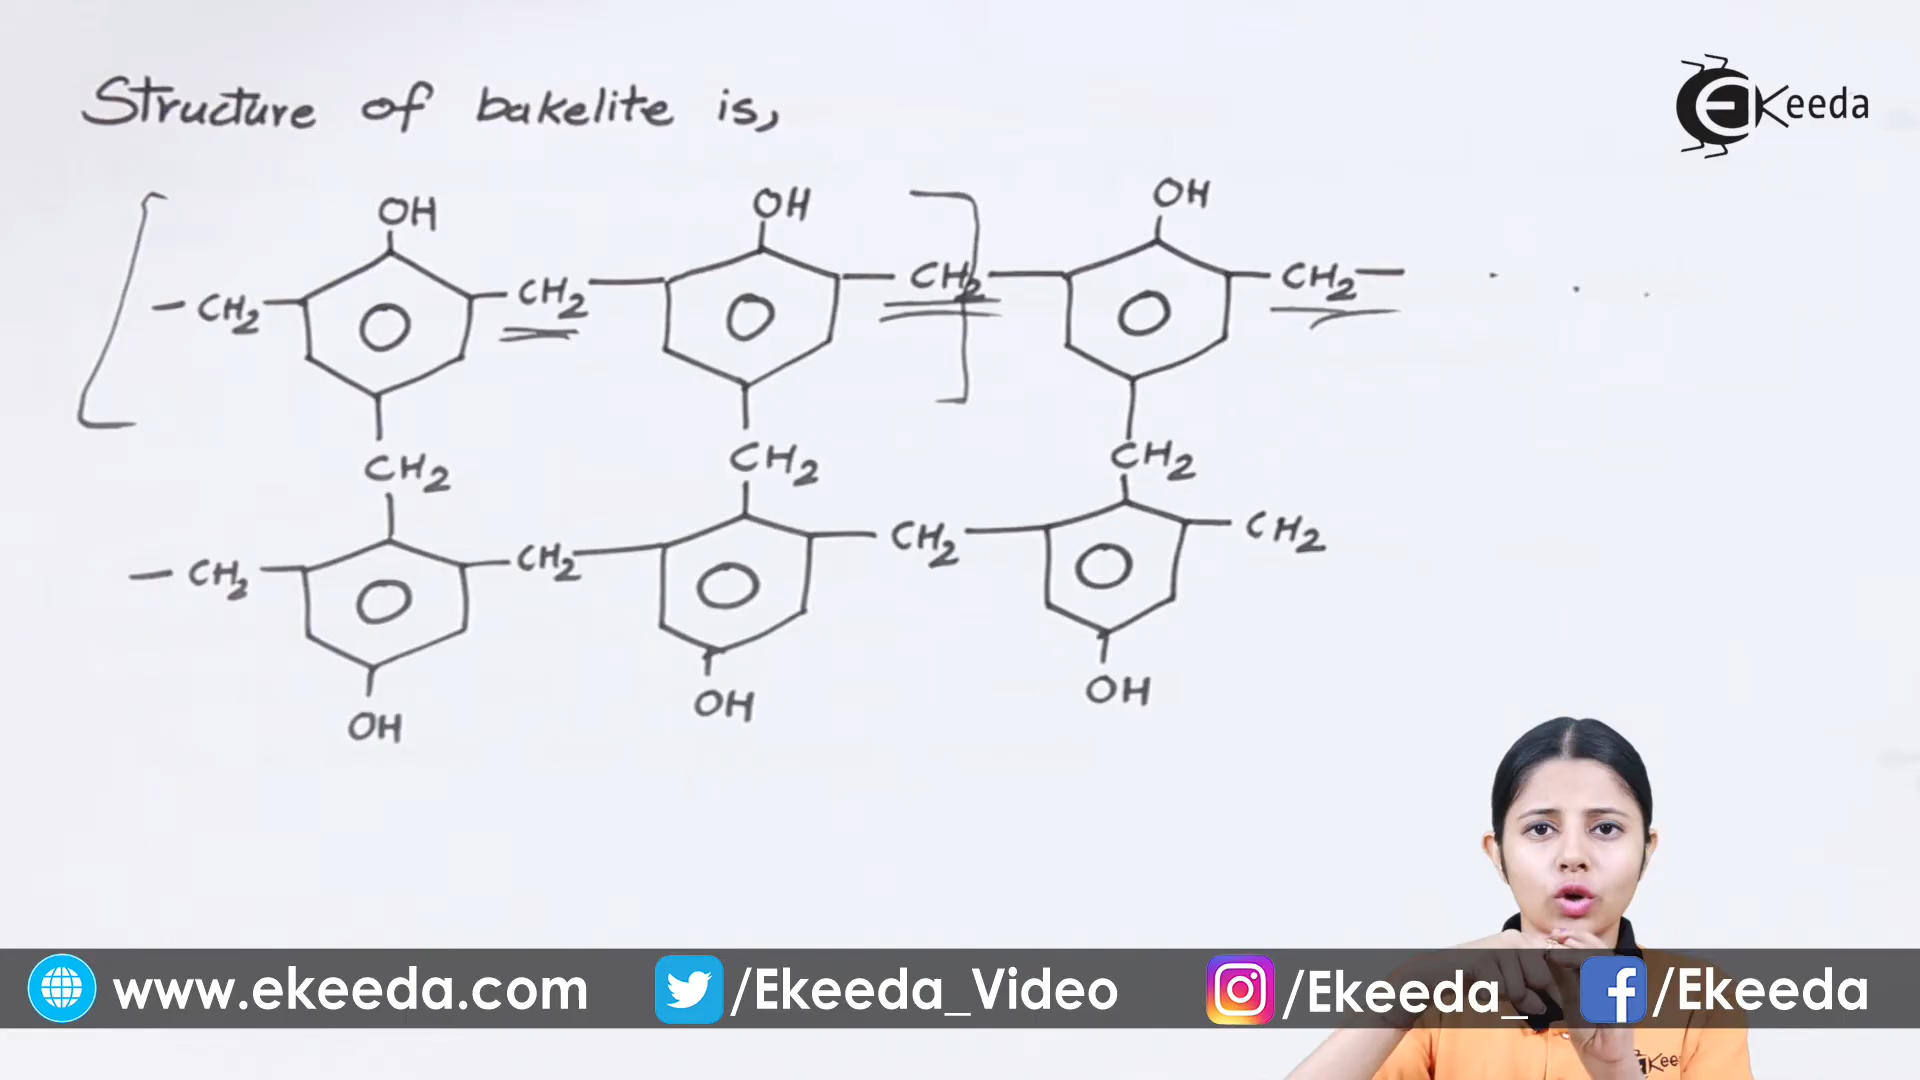 Structure of bakelite is,
EKeeda
OH OH OH
- CH2 CH2 CH2 CH2 - . . .
CH2 CH2 CH2
- CH2 CH2 CH2 CH2
OH OH OH
www.ekeeda.com /Ekeeda_Video /Ekeeda_ /Ekeeda